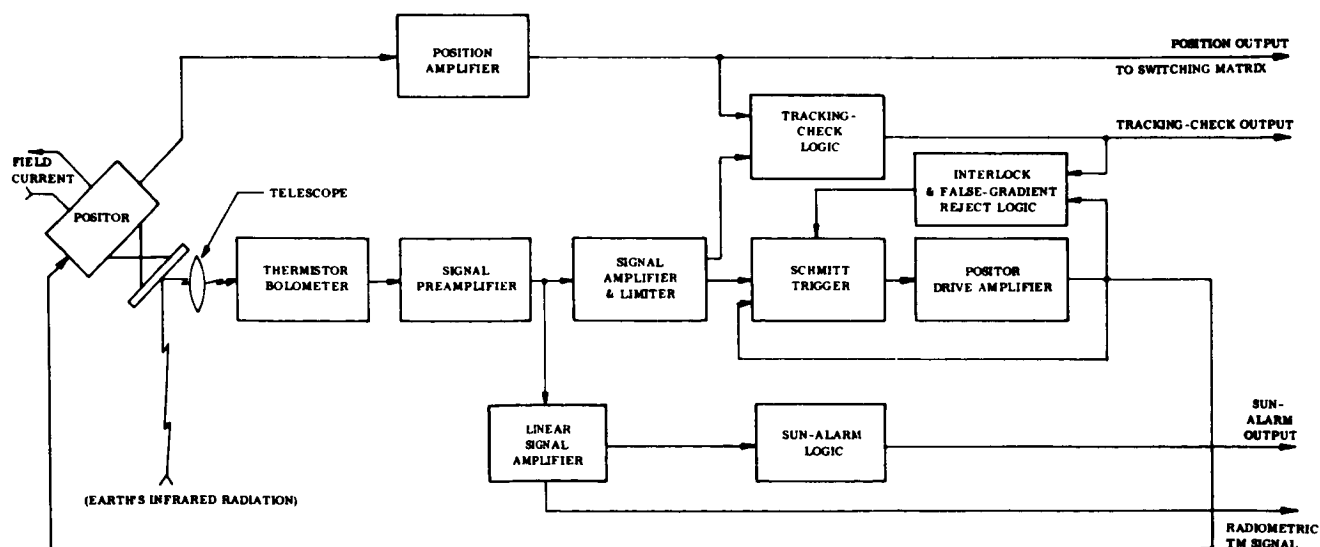 POSITION
AMPLIFIER
POSITION OUTPUT
TO SWITCHING MATRIX
TRACKING-
CHECK
LOGIC
TRACKING-CHECK OUTPUT
FIELD
CURRENT
POSITOR
TELESCOPE
INTERLOCK
& FALSE-GRADIENT
REJECT LOGIC
THERMISTOR
BOLOMETER
SIGNAL
PREAMPLIFIER
SIGNAL
AMPLIFIER
& LIMITER
SCHMITT
TRIGGER
POSITOR
DRIVE AMPLIFIER
LINEAR
SIGNAL
AMPLIFIER
SUN-ALARM
LOGIC
SUN-
ALARM
OUTPUT
(EARTH'S INFRARED RADIATION)
RADIOMETRIC
TM SIGNAL